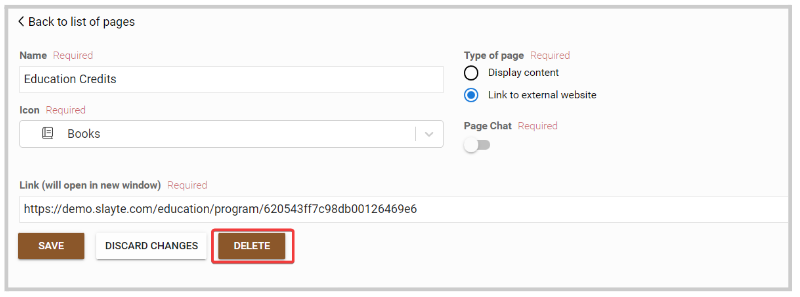 Back to list of pages
Name Required
Education Credits
Type of page Required
Display content
Link to external website
Icon Required
Books
Page Chat Required
Link (will open in new window) Required
https://demo.slayte.com/education/program/620543ff7c98db00126469e6
SAVE DISCARD CHANGES DELETE